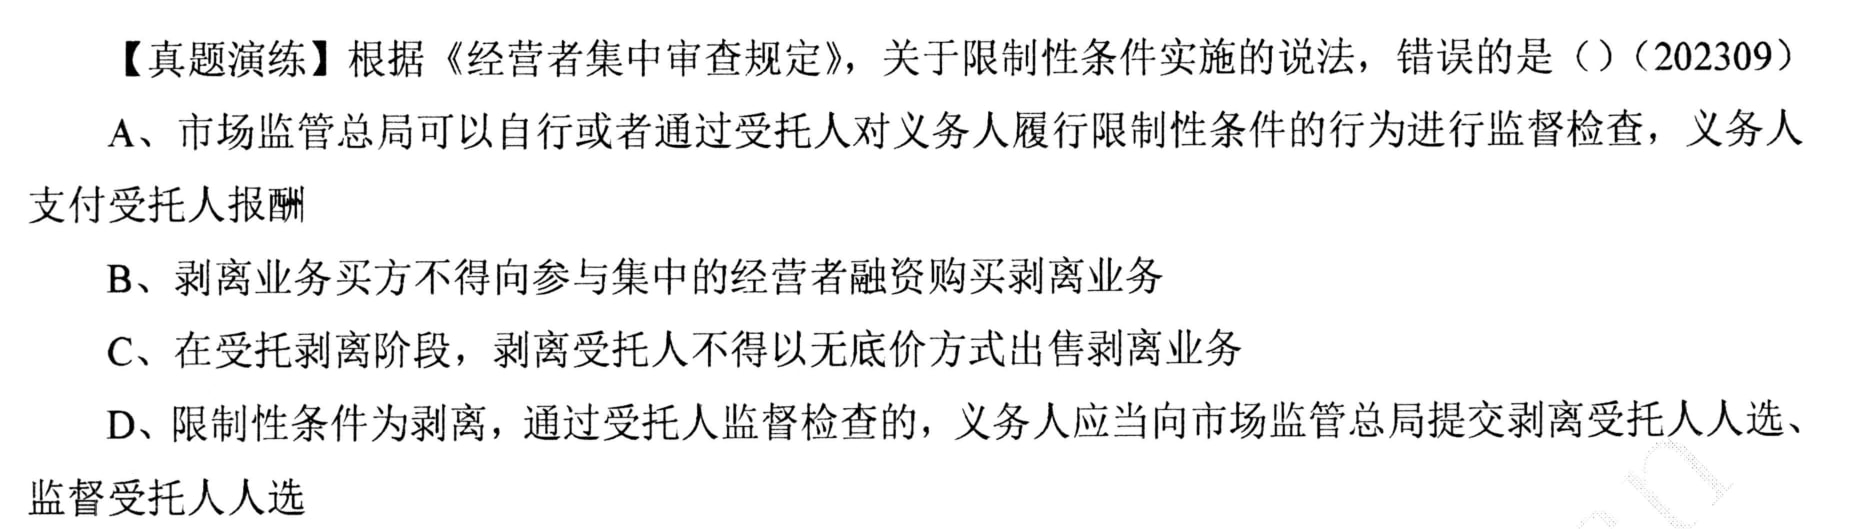 【真题演练】根据《经营者集中审查规定》，关于限制性条件实施的说法，错误的是（）（202309）
A、市场监管总局可以自行或者通过受托人对义务人履行限制性条件的行为进行监督检查，义务人
支付受托人报酬
B、剥离业务买方不得向参与集中的经营者融资购买剥离业务
C、在受托剥离阶段，剥离受托人不得以无底价方式出售剥离业务
D、限制性条件为剥离，通过受托人监督检查的，义务人应当向市场监管总局提交剥离受托人人选、
监督受托人人选